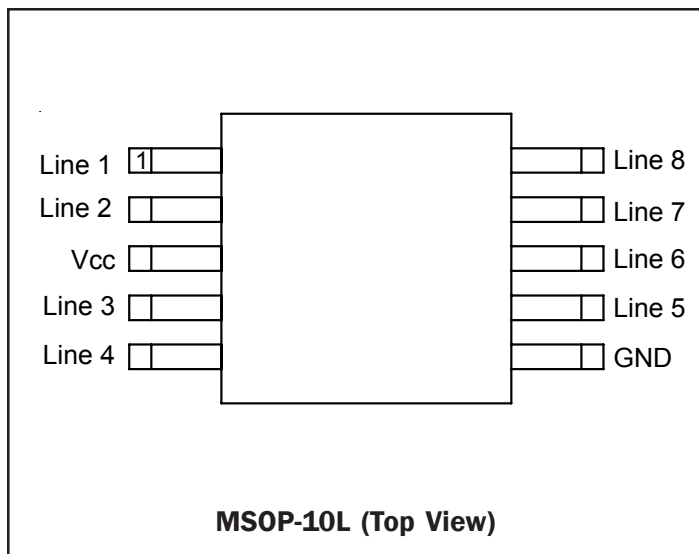 Line 1
1
Line 8
Line 2
Line 7
Vcc
Line 6
Line 3
Line 5
Line 4
GND
MSOP-10L (Top View)